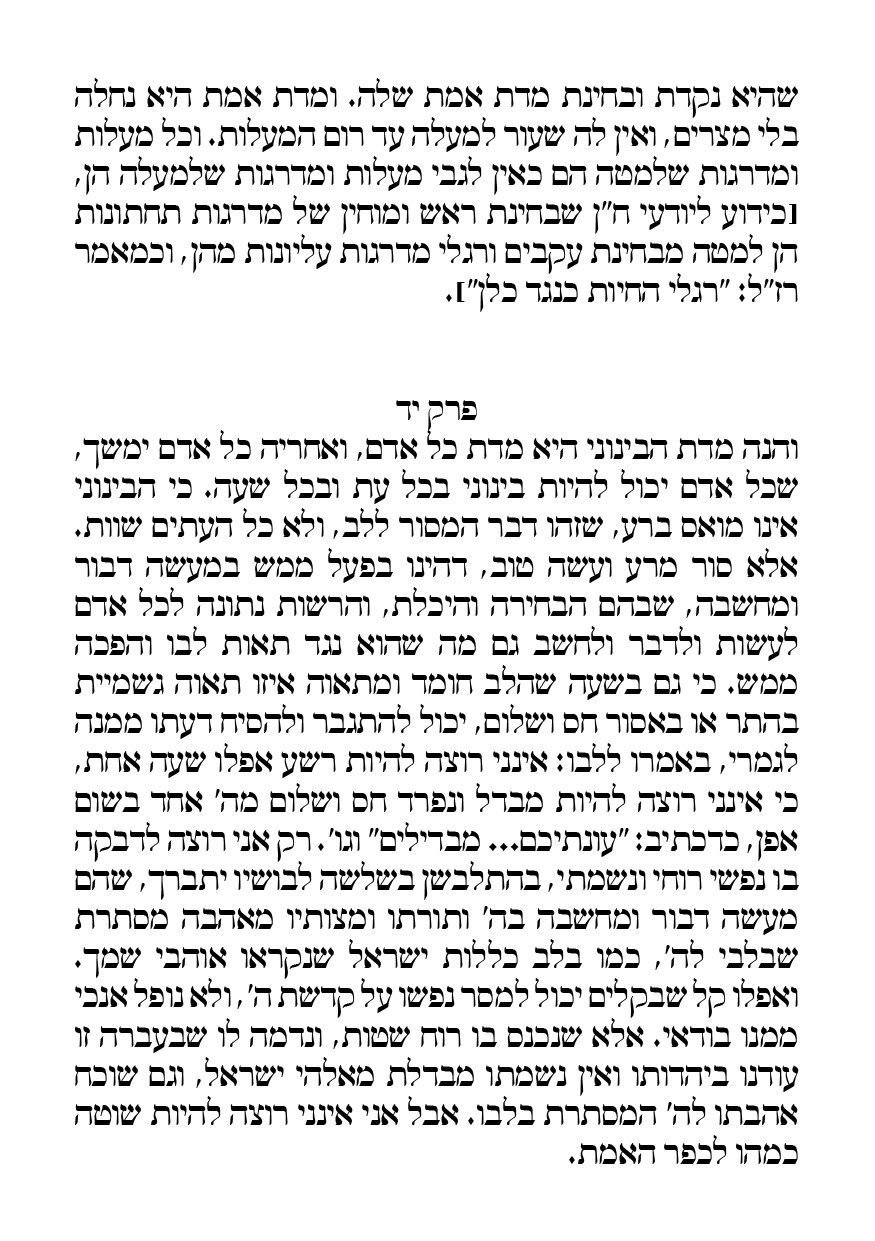 שהיא נקדת ובחינת מדת אמת שלה. ומדת אמת היא נחלה
בלי מצרים, ואין לה שעור למעלה עד רום המעלות. וכל מעלות
ומדרגות שלמטה הם כאין לגבי מעלות ומדרגות שלמעלה הן,
[כידוע ליודעי ח"ן שבחינת ראש ומוחין של מדרגות תחתונות
הן למטה מבחינת עקבים ורגלי מדרגות עליונות מהן, וכמאמר
רז"ל: "רגלי החיות כנגד כלן"].
פרק יד
והנה מדת הבינוני היא מדת כל אדם, ואחריה כל אדם ימשך,
שכל אדם יכול להיות בינוני בכל עת ובכל שעה. כי הבינוני
אינו מואס ברע, שזהו דבר המסור ללב, ולא כל העתים שוות.
אלא סור מרע ועשה טוב, דהינו בפעל ממש במעשה דבור
ומחשבה, שבהם הבחירה והיכלת, והרשות נתונה לכל אדם
לעשות ולדבר ולחשב גם מה שהוא נגד תאות לבו והפכה
ממש. כי גם בשעה שהלב חומד ומתאוה איזו תאוה גשמיית
בהתר או באסור חס ושלום, יכול להתגבר ולהסיח דעתו ממנה
לגמרי, באמרו ללבו: אינני רוצה להיות רשע אפלו שעה אחת,
כי אינני רוצה להיות מבדל ונפרד חס ושלום מה' אחד בשום
אפן, כדכתיב: "עונתיכם... מבדילים" וגו'. רק אני רוצה לדבקה
בו נפשי רוחי ונשמתי, בהתלבשן בשלשה לבושיו יתברך, שהם
מעשה דבור ומחשבה בה' ותורתו ומצותיו מאהבה מסתרת
שבלבי לה', כמו בלב כללות ישראל שנקראו אוהבי שמך.
ואפלו קל שבקלים יכול למסר נפשו על קדשת ה', ולא נופל אנכי
ממנו בודאי. אלא שנכנס בו רוח שטות, ונדמה לו שבעברה זו
עודנו ביהדותו ואין נשמתו מבדלת מאלהי ישראל, וגם שוכח
אהבתו לה' המסתרת בלבו. אבל אני אינני רוצה להיות שוטה
כמהו לכפר האמת.